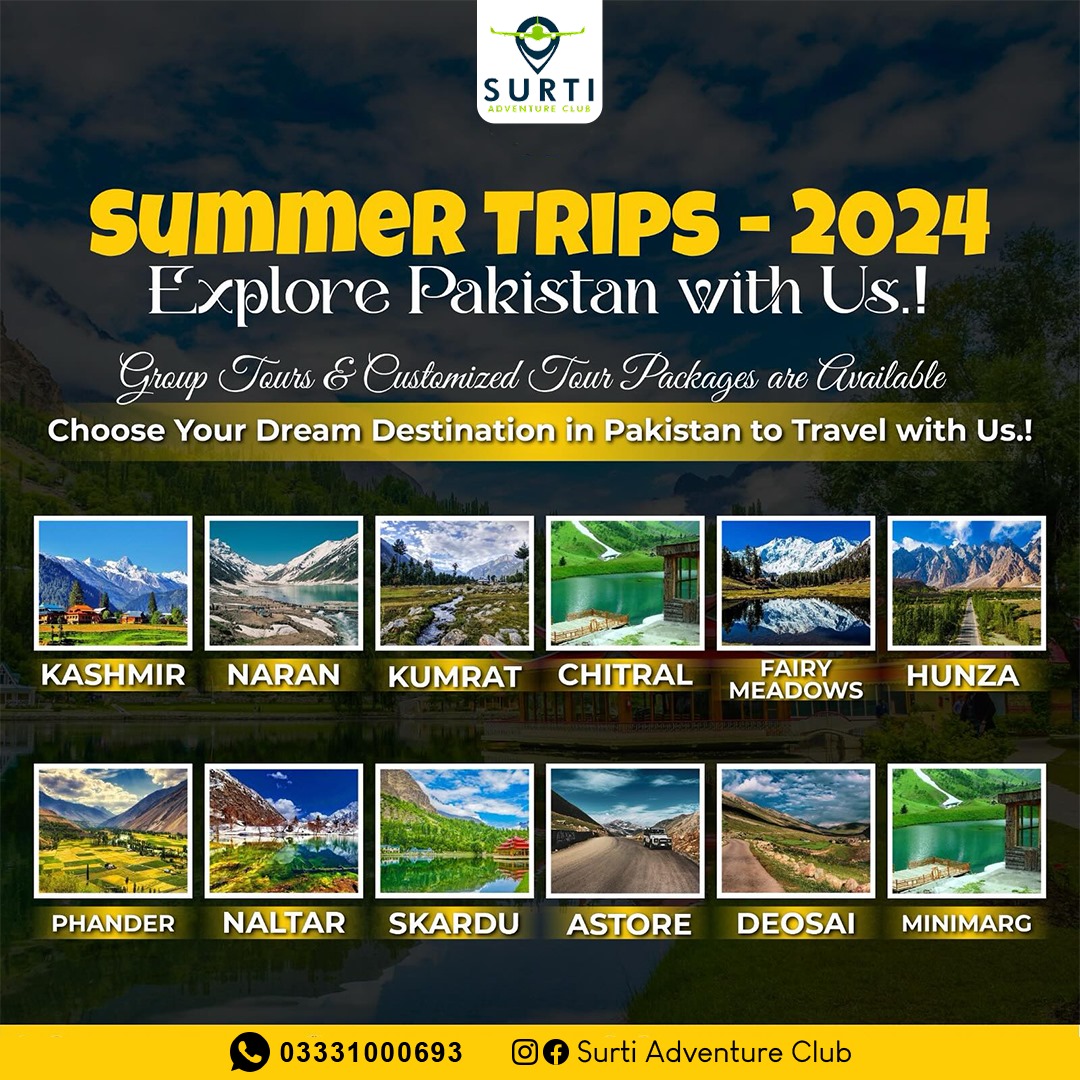 SURTI
ADVENTURE CLUB
SUMMER TRIPS - 2024
Explore Pakistan with Us.!
Group Tours & Customized Tour Packages are Available
Choose Your Dream Destination in Pakistan to Travel with Us.!
KASHMIR
NARAN
KUMRAT
CHITRAL
FAIRY
MEADOWS
HUNZA
PHANDER
NALTAR
SKARDU
ASTORE
DEOSAI
MINIMARG
03331000693
Surti Adventure Club